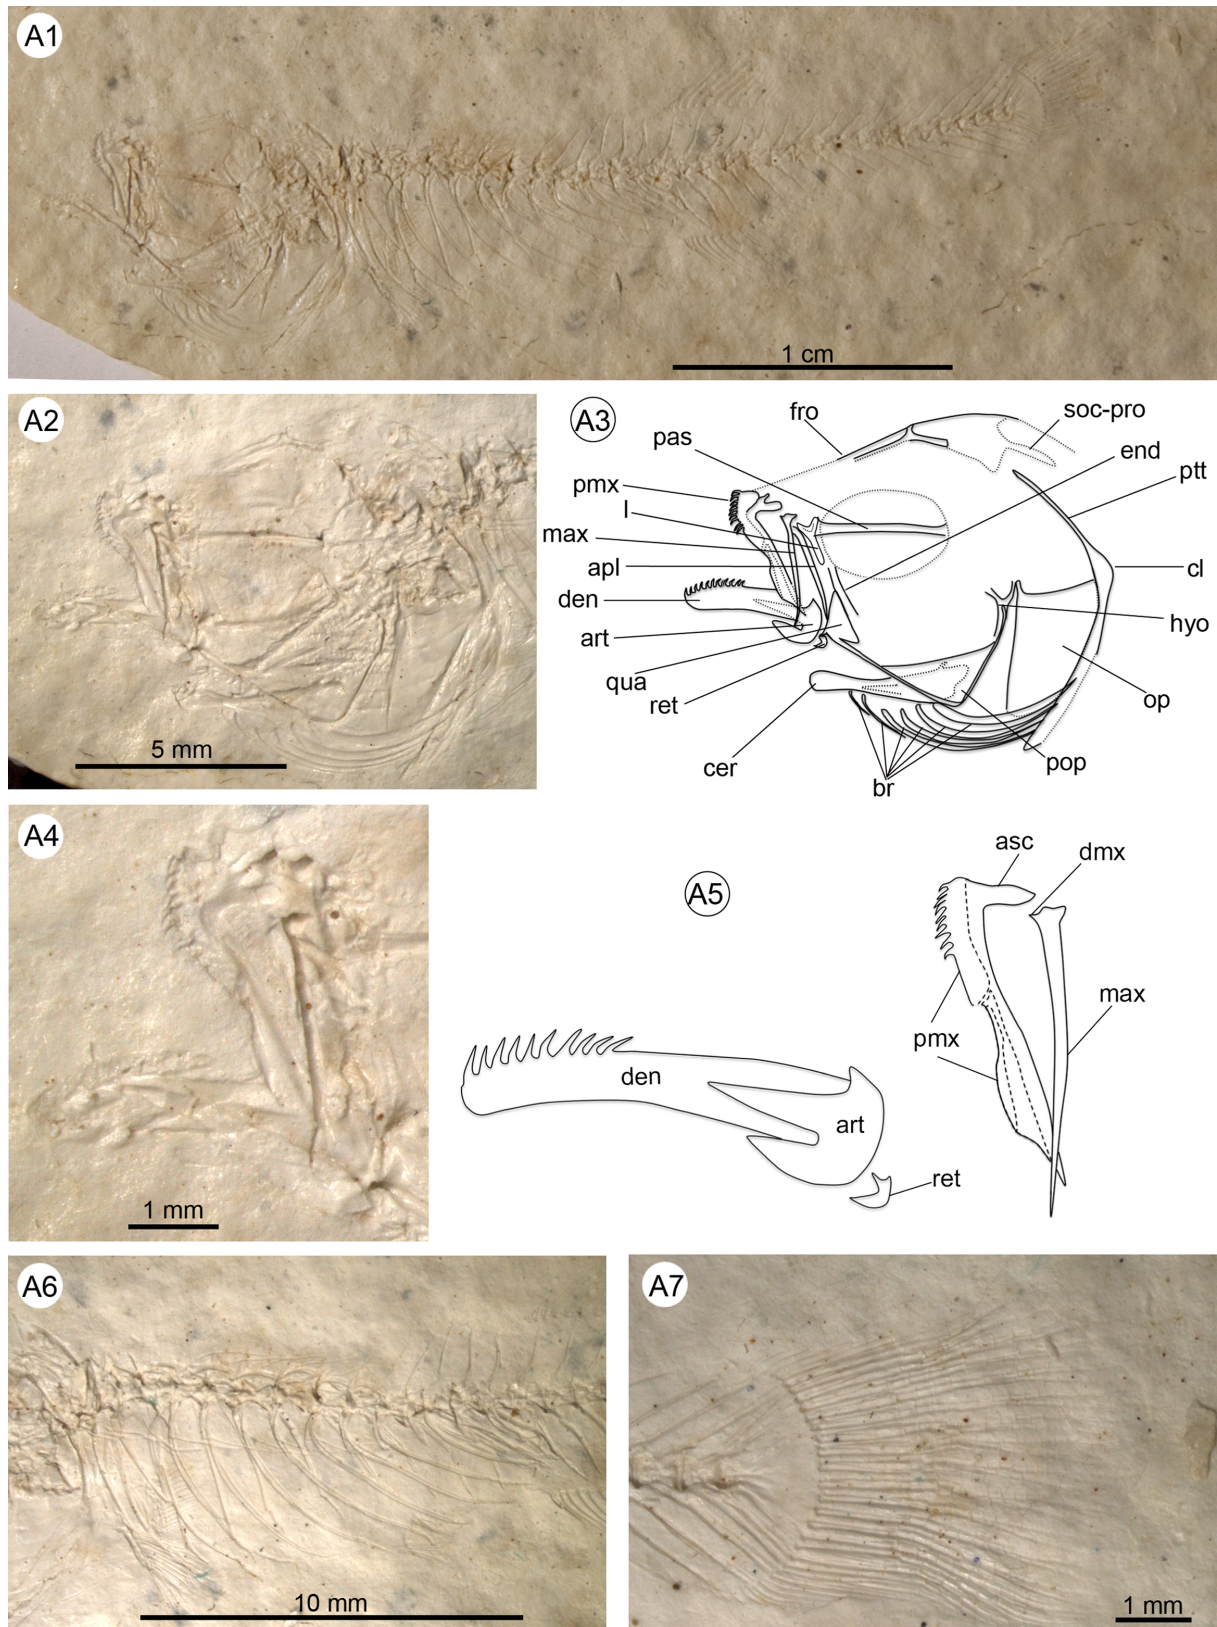 A1
1 cm
A2
5 mm
A3
fro
soc-pro
pas
end
ptt
pmx
l
max
apl
cl
den
art
hyo
qua
ret
op
cer
br
pop
A4
1 mm
A5
asc
dmx
max
pmx
den
art
ret
A6
10 mm
A7
1 mm